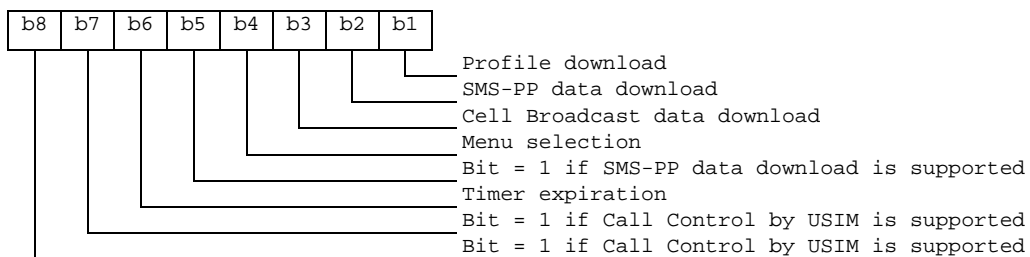 b8 b7 b6 b5 b4 b3 b2 b1
Profile download
SMS-PP data download
Cell Broadcast data download
Menu selection
Bit = 1 if SMS-PP data download is supported
Timer expiration
Bit = 1 if Call Control by USIM is supported
Bit = 1 if Call Control by USIM is supported